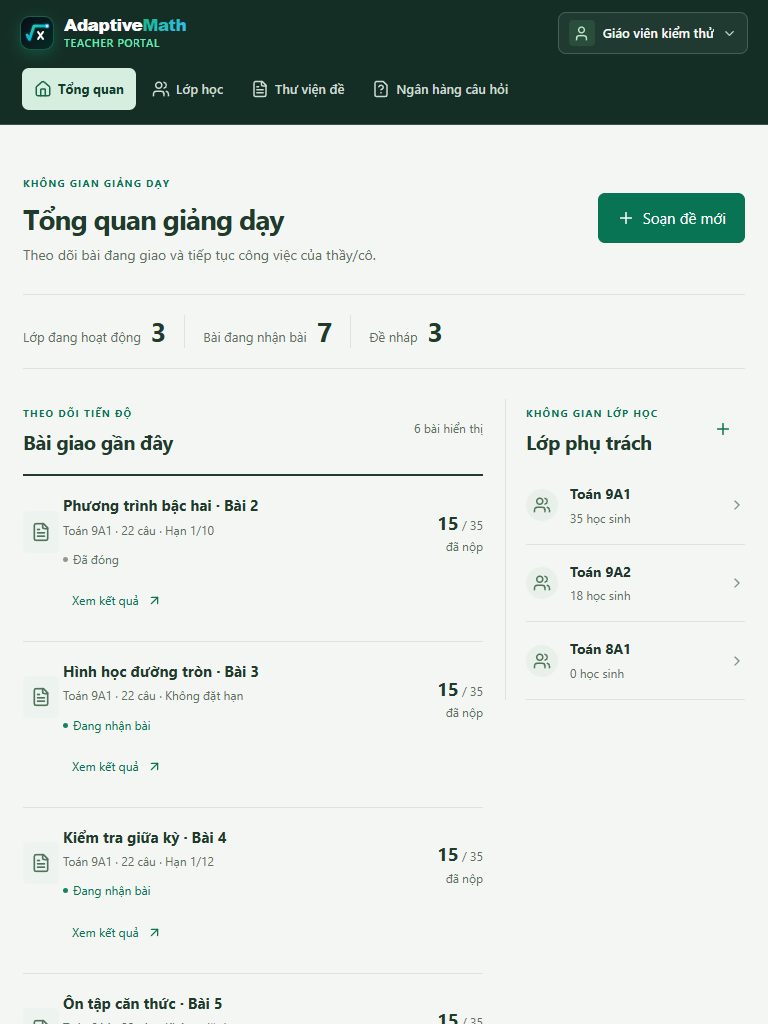 AdaptiveMath
TEACHER PORTAL
Giáo viên kiểm thử
Tổng quan
Lớp học
Thư viện đề
Ngân hàng câu hỏi
KHÔNG GIAN GIẢNG DẠY
Tổng quan giảng dạy
Theo dõi bài đang giao và tiếp tục công việc của thầy/cô.
Soạn đề mới
Lớp đang hoạt động 3
Bài đang nhận bài 7
Đề nháp 3
THEO DÕI TIẾN ĐỘ
Bài giao gần đây
6 bài hiển thị
Phương trình bậc hai · Bài 2
Toán 9A1 · 22 câu · Hạn 1/10
Đã đóng
Xem kết quả
15 / 35
đã nộp
Hình học đường tròn · Bài 3
Toán 9A1 · 22 câu · Không đặt hạn
Đang nhận bài
Xem kết quả
15 / 35
đã nộp
Kiểm tra giữa kỳ · Bài 4
Toán 9A1 · 22 câu · Hạn 1/12
Đang nhận bài
Xem kết quả
15 / 35
đã nộp
Ôn tập căn thức · Bài 5
15 / 35
KHÔNG GIAN LỚP HỌC
Lớp phụ trách
Toán 9A1
35 học sinh
Toán 9A2
18 học sinh
Toán 8A1
0 học sinh